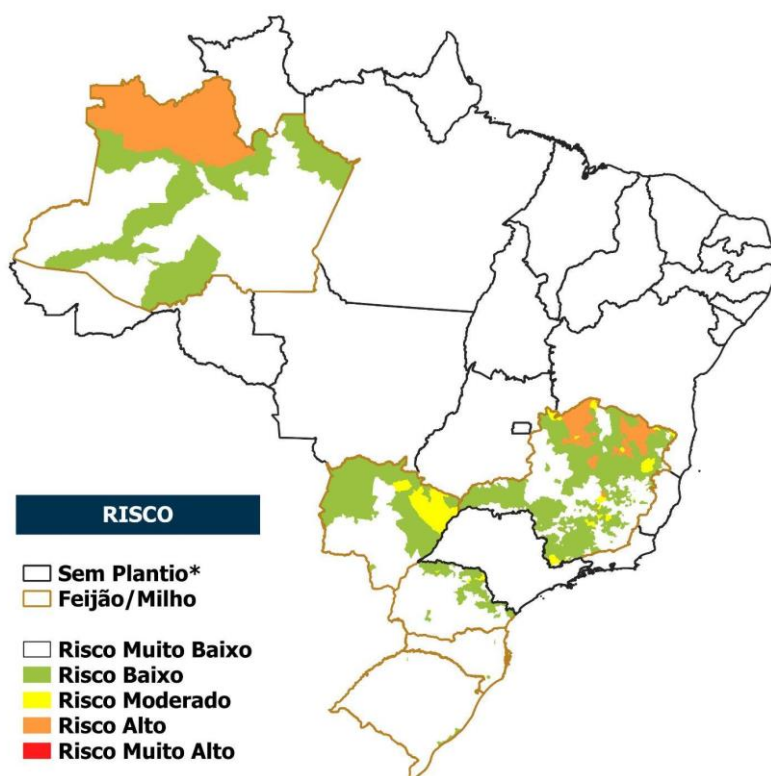 RISCO
Sem Plantio*
Feijão/Milho
Risco Muito Baixo
Risco Baixo
Risco Moderado
Risco Alto
Risco Muito Alto